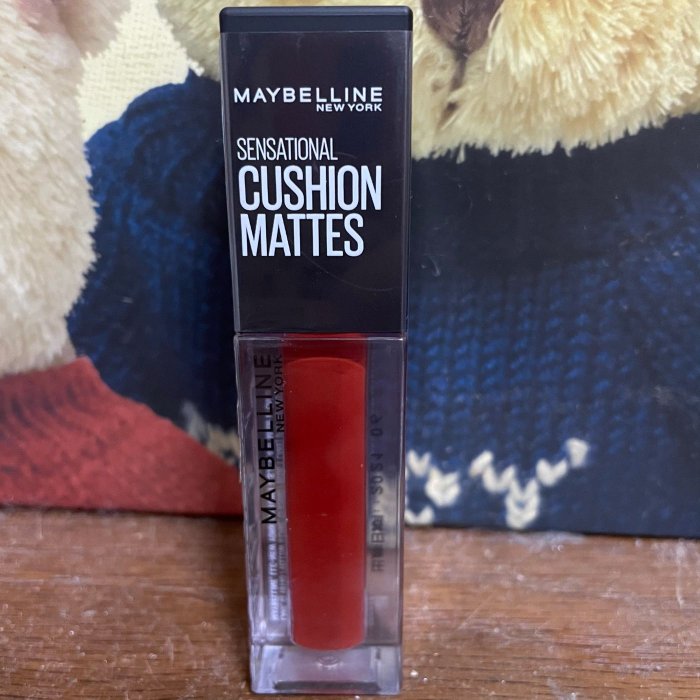 MAYBELLINE
NEW YORK
SENSATIONAL
CUSHION
MATTES
MAYBELLINE
NEW YORK